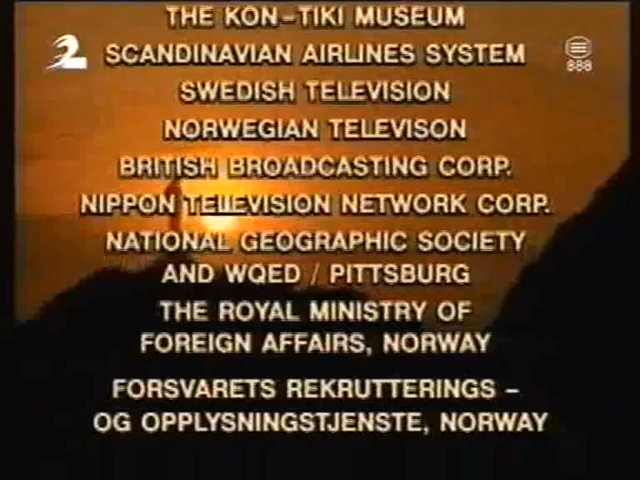 THE KON-TIKI MUSEUM
2
SCANDINAVIAN AIRLINES SYSTEM
888
SWEDISH TELEVISION
NORWEGIAN TELEVISON
BRITISH BROADCASTING CORP.
NIPPON TELEVISION NETWORK CORP.
NATIONAL GEOGRAPHIC SOCIETY
AND WQED / PITTSBURG
THE ROYAL MINISTRY OF
FOREIGN AFFAIRS, NORWAY
FORSVARETS REKRUTTERINGS -
OG OPPLYSNINGSTJENSTE, NORWAY